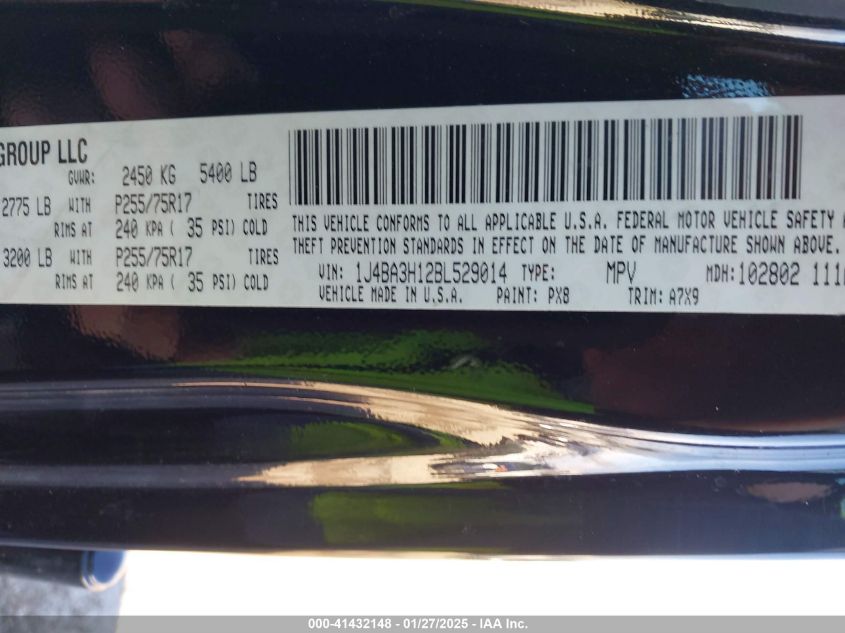 GROUP LLC
GVWR: 2450 KG 5400 LB
2775 LB WITH P255/75R17 TIRES
RIMS AT 240 KPA ( 35 PSI) COLD
3200 LB WITH P255/75R17 TIRES
RIMS AT 240 KPA ( 35 PSI) COLD
THIS VEHICLE CONFORMS TO ALL APPLICABLE U.S.A. FEDERAL MOTOR VEHICLE SAFETY
THEFT PREVENTION STANDARDS IN EFFECT ON THE DATE OF MANUFACTURE SHOWN ABOVE.
VIN: 1J4BA3H12BL529014 TYPE: MPV MDH: 102802 111
VEHICLE MADE IN U.S.A. PAINT: PX8 TRIM: A7X9
000-41432148 - 01/27/2025 - IAA Inc.